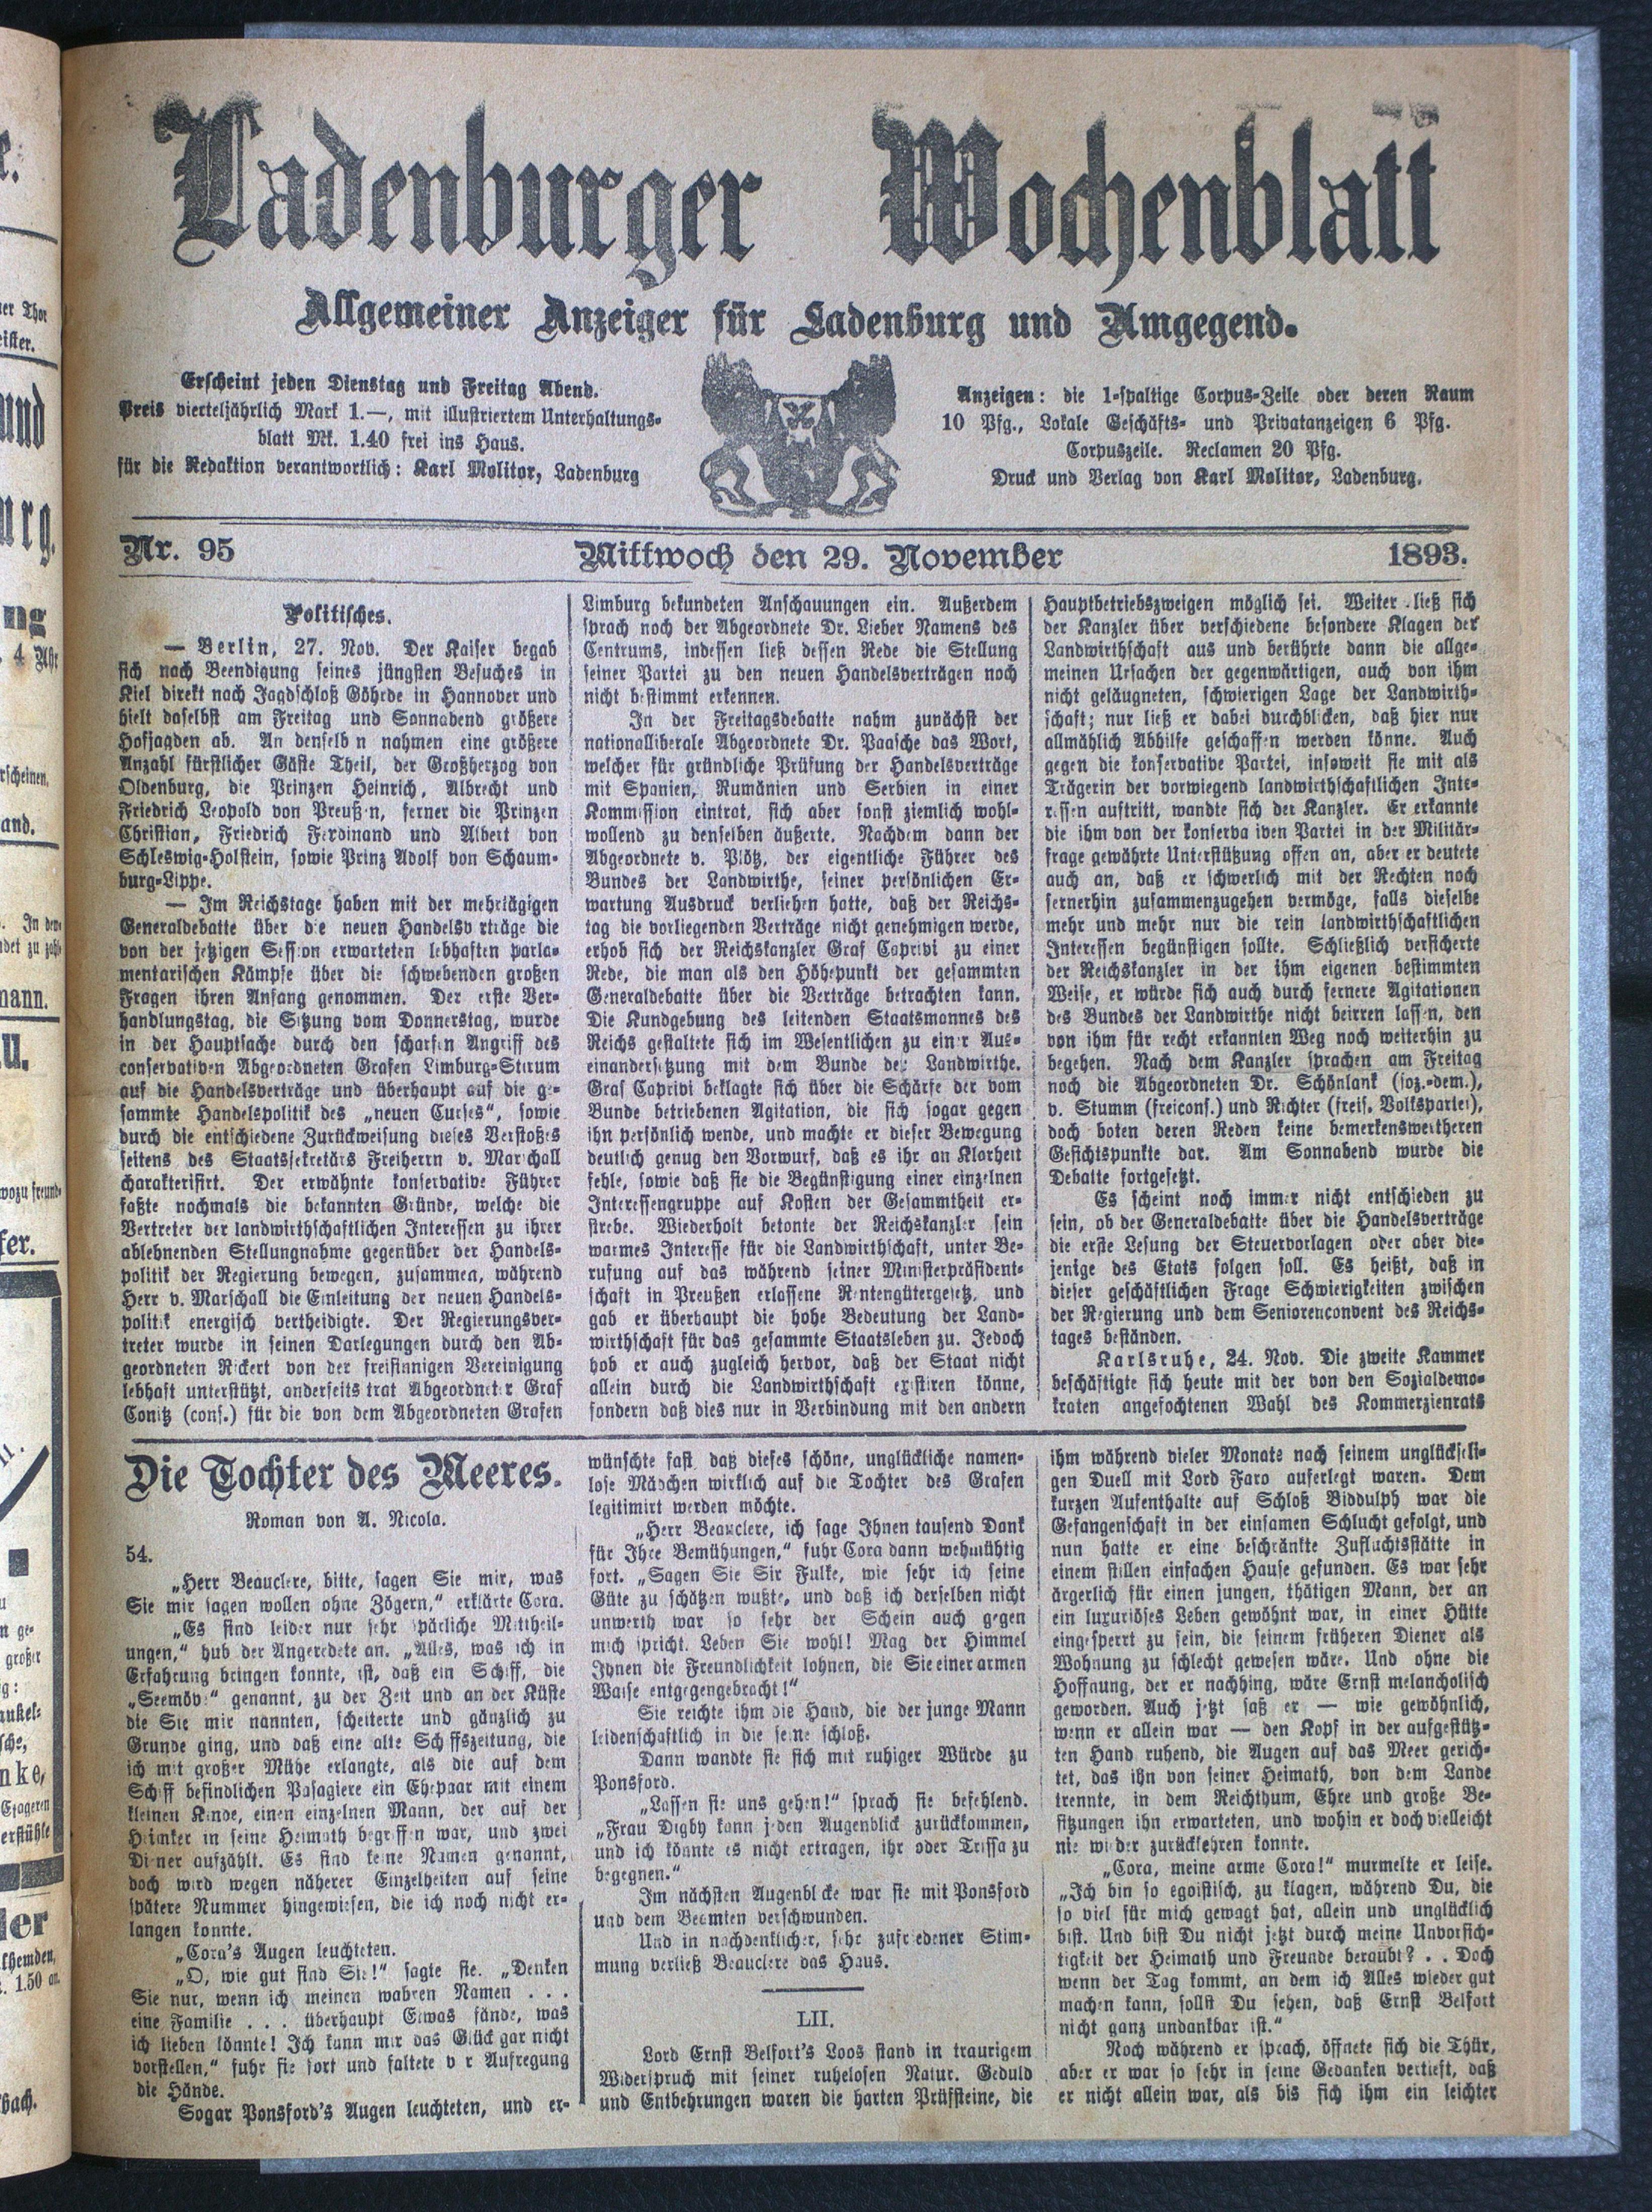 Ladenburger Wochenblatt
Allgemeiner Anzeiger für Ladenburg und Umgegend.
Erscheint jeden Dienstag und Freitag Abend.
Preis vierteljährlich Mark 1.—, mit illustriertem Unterhaltungs-
blatt Mk. 1.40 frei ins Haus.
für die Redaktion verantwortlich: Karl Molitor, Ladenburg
Anzeigen: die 1-spaltige Corpus-Zeile oder deren Raum
10 Pfg., Lokale Geschäfts- und Privatanzeigen 6 Pfg.
Corpuszeile. Reclamen 20 Pfg.
Druck und Verlag von Karl Molitor, Ladenburg.
Nr. 95
Mittwoch den 29. November
1893.
Politisches.
— Berlin, 27. Nov. Der Kaiser begab
sich nach Beendigung seines jüngsten Besuches in
Kiel direkt nach Jagdschloß Göhrde in Hannover und
hielt daselbst am Freitag und Sonnabend größere
Hofjagden ab. An denselb n nahmen eine größere
Anzahl fürstlicher Gäste Theil, der Großherzog von
Oldenburg, die Prinzen Heinrich, Albrecht und
Friedrich Leopold von Preuß n, ferner die Prinzen
Christian, Friedrich Ferdinand und Albert von
Schleswig-Holstein, sowie Prinz Adolf von Schaum-
burg-Lippe.
— Im Reichstage haben mit der mehrtägigen
Generaldebatte über die neuen Handelsv rträge die
von der jetzigen Session erwarteten lebhaften parla-
mentarischen Kämpfe über die schwebenden großen
Fragen ihren Anfang genommen. Der erste Ver-
handlungstag, die Sitzung vom Donnerstag, wurde
in der Hauptsache durch den scharfen Angriff des
conservativen Abgeordneten Grafen Limburg-Stirum
auf die Handelsverträge und überhaupt auf die ge-
sammte Handelspolitik des „neuen Curses“, sowie
durch die entschiedene Zurückweisung dieses Verstoßes
seitens des Staatssekretärs Freiherrn v. Marschall
charakterisirt. Der erwähnte konservative Führer
faßte nochmals die bekannten Gründe, welche die
Vertreter der landwirthschaftlichen Interessen zu ihrer
ablehnenden Stellungnahme gegenüber der Handels-
politik der Regierung bewegen, zusammen, während
Herr v. Marschall die Einleitung der neuen Handels-
politik energisch vertheidigte. Der Regierungsver-
treter wurde in seinen Darlegungen durch den Ab-
geordneten Rickert von der freisinnigen Vereinigung
lebhaft unterstützt, anderseits trat Abgeordneter Graf
Conitz (cons.) für die von dem Abgeordneten Grafen
Limburg bekundeten Anschauungen ein. Außerdem
sprach noch der Abgeordnete Dr. Lieber Namens des
Centrums, indessen ließ dessen Rede die Stellung
seiner Partei zu den neuen Handelsverträgen noch
nicht bestimmt erkennen.
In der Freitagsdebatte nahm zunächst der
nationalliberale Abgeordnete Dr. Paasche das Wort,
welcher für gründliche Prüfung der Handelsverträge
mit Spanien, Rumänien und Serbien in einer
Kommission eintrat, sich aber sonst ziemlich wohl-
wollend zu denselben äußerte. Nachdem dann der
Abgeordnete v. Plötz, der eigentliche Führer des
Bundes der Landwirthe, seiner persönlichen Er-
wartung Ausdruck verliehen hatte, daß der Reichs-
tag die vorliegenden Verträge nicht genehmigen werde,
erhob sich der Reichskanzler Graf Caprivi zu einer
Rede, die man als den Höhepunkt der gesammten
Generaldebatte über die Verträge betrachten kann.
Die Kundgebung des leitenden Staatsmannes des
Reichs gestaltete sich im Wesentlichen zu einer Aus-
einandersetzung mit dem Bunde der Landwirthe.
Graf Caprivi beklagte sich über die Schärfe der vom
Bunde betriebenen Agitation, die sich sogar gegen
ihn persönlich wende, und machte er dieser Bewegung
deutlich genug den Vorwurf, daß es ihr an Klarheit
fehle, sowie daß sie die Begünstigung einer einzelnen
Interessengruppe auf Kosten der Gesammtheit er-
strebe. Wiederholt betonte der Reichskanzler sein
warmes Interesse für die Landwirthschaft, unter Be-
rufung auf das während seiner Ministerpräsident-
schaft in Preußen erlassene Rentengütergesetz, und
gab er überhaupt die hohe Bedeutung der Land-
wirthschaft für das gesammte Staatsleben zu. Jedoch
hob er auch zugleich hervor, daß der Staat nicht
allein durch die Landwirthschaft existiren könne,
sondern daß dies nur in Verbindung mit den andern
Hauptbetriebszweigen möglich sei. Weiter ließ sich
der Kanzler über verschiedene besondere Klagen der
Landwirthschaft aus und berührte dann die allge-
meinen Ursachen der gegenwärtigen, auch von ihm
nicht geläugneten, schwierigen Lage der Landwirth-
schaft; nur ließ er dabei durchblicken, daß hier nur
allmählich Abhilfe geschaffen werden könne. Auch
gegen die konservative Partei, insoweit sie mit als
Trägerin der vorwiegend landwirthschaftlichen Inte-
ressen auftritt, wandte sich der Kanzler. Er erkannte
die ihm von der konserva iven Partei in der Militär-
frage gewährte Unterstützung offen an, aber er deutete
auch an, daß er schwerlich mit der Rechten noch
fernerhin zusammenzugehen vermöge, falls dieselbe
mehr und mehr nur die rein landwirthschaftlichen
Interessen begünstigen sollte. Schließlich versicherte
der Reichskanzler in der ihm eigenen bestimmten
Weise, er würde sich auch durch fernere Agitationen
des Bundes der Landwirthe nicht beirren lassen, den
von ihm für recht erkannten Weg noch weiterhin zu
begehen. Nach dem Kanzler sprachen am Freitag
noch die Abgeordneten Dr. Schönlank (soz.-dem.),
v. Stumm (freicons.) und Richter (freis. Volkspartei),
doch boten deren Reden keine bemerkenswertheren
Gesichtspunkte dar. Am Sonnabend wurde die
Debatte fortgesetzt.
Es scheint noch immer nicht entschieden zu
sein, ob der Generaldebatte über die Handelsverträge
die erste Lesung der Steuervorlagen oder aber die-
jenige des Etats folgen soll. Es heißt, daß in
dieser geschäftlichen Frage Schwierigkeiten zwischen
der Regierung und dem Seniorenconvent des Reichs-
tages beständen.
Karlsruhe, 24. Nov. Die zweite Kammer
beschäftigte sich heute mit der von den Sozialdemo-
kraten angefochtenen Wahl des Kommerzienrats
Die Tochter des Meeres.
Roman von A. Nicola.
54.
„Herr Beauclere, bitte, sagen Sie mir, was
Sie mir sagen wollen ohne Zögern,“ erklärte Cora.
„Es sind leider nur sehr spärliche Mittheil-
ungen,“ hub der Angeredete an. „Alles, was ich in
Erfahrung bringen konnte, ist, daß ein Schiff, die
„Seemöve“ genannt, zu der Zeit und an der Küste
die Sie mir nannten, scheiterte und gänzlich zu
Grunde ging, und daß eine alte Sch ffszeitung, die
ich mit großer Mühe erlangte, als die auf dem
Schiff befindlichen Pasagiere ein Ehepaar mit einem
kleinen Kinde, einen einzelnen Mann, der auf der
Heimker in seine Heimath begriffen war, und zwei
Diener aufzählt. Es sind keine Namen genannt,
doch wird wegen näherer Einzelheiten auf seine
spätere Nummer hingewiesen, die ich noch nicht er-
langen konnte.
„Cora's Augen leuchteten.
„O, wie gut sind Sie!“ sagte sie. „Denken
Sie nur, wenn ich meinen wahren Namen . . .
eine Familie . . . überhaupt Etwas fände, was
ich lieben könnte! Ich kann mir das Glück gar nicht
vorstellen,“ fuhr sie fort und faltete v r Aufregung
die Hände.
Sogar Ponsford's Augen leuchteten, und er-
wünschte fast, daß dieses schöne, unglückliche namen-
lose Mädchen wirklich auf die Tochter des Grafen
legitimirt werden möchte.
„Herr Beauclere, ich sage Ihnen tausend Dank
für Ihre Bemühungen,“ fuhr Cora dann wehmüthig
fort. „Sagen Sie Sir Fulke, wie sehr ich seine
Güte zu schätzen wußte, und daß ich derselben nicht
unwerth war so sehr der Schein auch gegen
mich spricht. Leben Sie wohl! Mag der Himmel
Ihnen die Freundlichkeit lohnen, die Sie einer armen
Waise entgegengebracht!“
Sie reichte ihm die Hand, die der junge Mann
leidenschaftlich in die seine schloß.
Dann wandte sie sich mit ruhiger Würde zu
Ponsford.
„Lassen sie uns gehen!“ sprach sie befehlend.
„Frau Digby kann jeden Augenblick zurückkommen,
und ich könnte es nicht ertragen, ihr oder Trissa zu
begegnen.“
Im nächsten Augenbl cke war sie mit Ponsford
und dem Beamten verschwunden.
Und in nachdenklicher, sehr zufriedener Stim-
mung verließ Beauclere das Haus.
LII.
Lord Ernst Belfort's Loos stand in traurigem
Widerspruch mit seiner ruhelosen Natur. Geduld
und Entbehrungen waren die harten Prüfsteine, die
ihm während vieler Monate nach seinem unglückseli-
gen Duell mit Lord Faro auferlegt waren. Dem
kurzen Aufenthalte auf Schloß Biddulph war die
Gefangenschaft in der einsamen Schlucht gefolgt, und
nun hatte er eine beschränkte Zufluchtsstätte in
einem stillen einfachen Hause gefunden. Es war sehr
ärgerlich für einen jungen, thätigen Mann, der an
ein luxuriöses Leben gewöhnt war, in einer Hütte
eingesperrt zu sein, die seinem früheren Diener als
Wohnung zu schlecht gewesen wäre. Und ohne die
Hoffnung, der er nachhing, wäre Ernst melancholisch
geworden. Auch jetzt saß er — wie gewöhnlich,
wenn er allein war — den Kopf in der aufgestütz-
ten Hand ruhend, die Augen auf das Meer gerich-
tet, das ihn von seiner Heimath, von dem Lande
trennte, in dem Reichthum, Ehre und große Be-
sitzungen ihn erwarteten, und wohin er doch vielleicht
nie wieder zurückkehren konnte.
„Cora, meine arme Cora!“ murmelte er leise.
„Ich bin so egoistisch, zu klagen, während Du, die
so viel für mich gewagt hat, allein und unglücklich
bist. Und bist Du nicht jetzt durch meine Unvorsich-
tigkeit der Heimath und Freunde beraubt? . . Doch
wenn der Tag kommt, an dem ich Alles wieder gut
machen kann, sollst Du sehen, daß Ernst Belfort
nicht ganz undankbar ist.“
Noch während er sprach, öffnete sich die Thür,
aber er war so sehr in seine Gedanken vertieft, daß
er nicht allein war, als bis sich ihm ein leichter